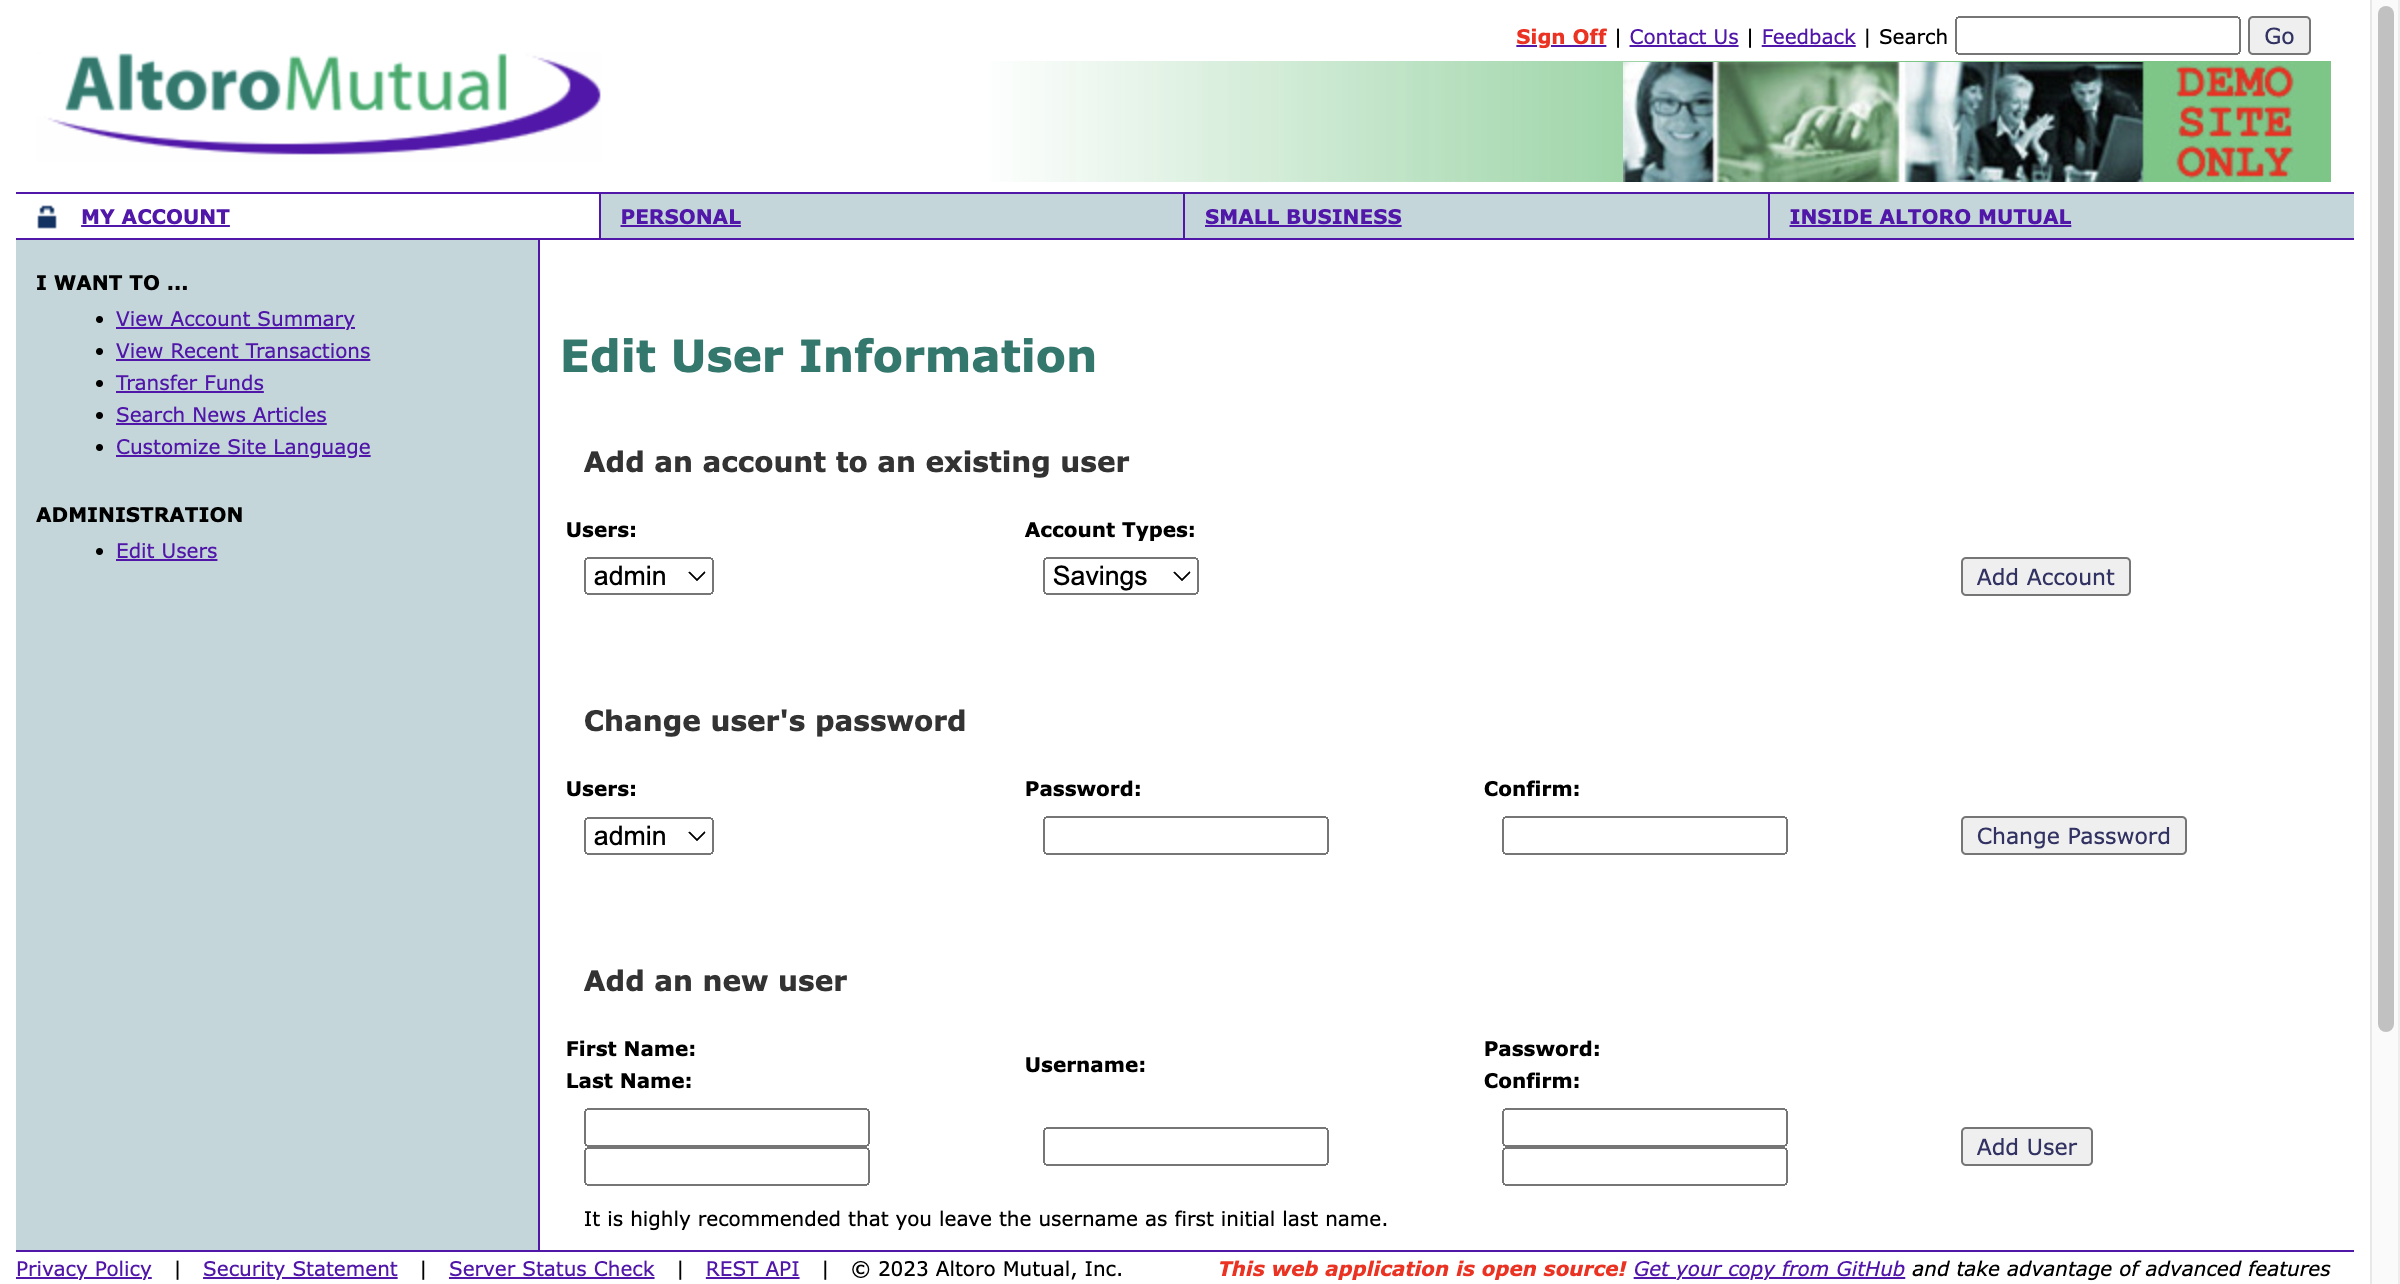 Sign Off | Contact Us | Feedback | Search Go
AltoroMutual
DEMO
SITE
ONLY
MY ACCOUNT PERSONAL SMALL BUSINESS INSIDE ALTORO MUTUAL
I WANT TO ...
• View Account Summary
• View Recent Transactions
• Transfer Funds
• Search News Articles
• Customize Site Language
ADMINISTRATION
• Edit Users
Edit User Information
Add an account to an existing user
Users: Account Types:
admin Savings Add Account
Change user's password
Users: Password: Confirm:
admin Change Password
Add an new user
First Name:
Last Name:
Username:
Password:
Confirm:
Add User
It is highly recommended that you leave the username as first initial last name.
Privacy Policy | Security Statement | Server Status Check | REST API | © 2023 Altoro Mutual, Inc. This web application is open source! Get your copy from GitHub and take advantage of advanced features